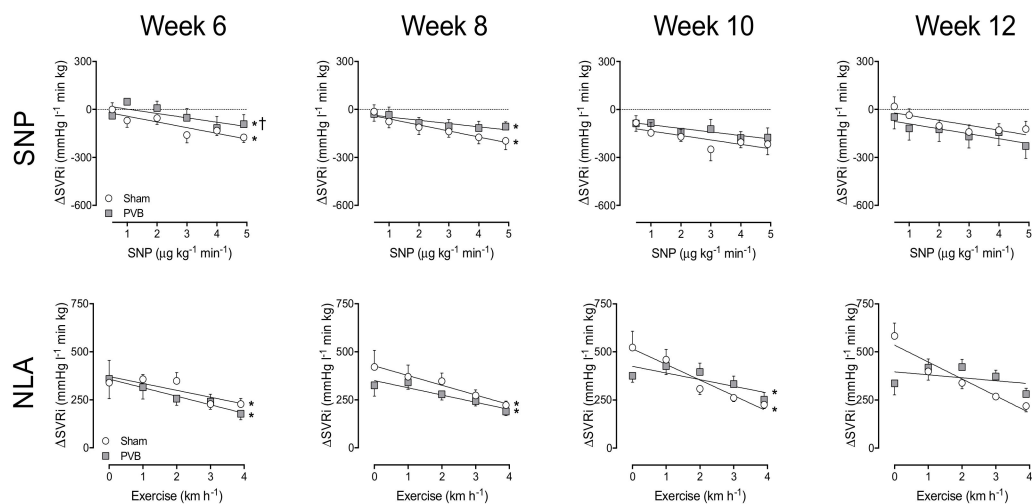 Week 6
Week 8
Week 10
Week 12
SNP
ΔSVRi (mmHg l⁻¹ min kg)
300
0
-300
-600
*†
*
Sham
PVB
1 2 3 4 5
SNP (µg kg⁻¹ min⁻¹)
ΔSVRi (mmHg l⁻¹ min kg)
300
0
-300
-600
*
*
1 2 3 4 5
SNP (µg kg⁻¹ min⁻¹)
ΔSVRi (mmHg l⁻¹ min kg)
300
0
-300
-600
1 2 3 4 5
SNP (µg kg⁻¹ min⁻¹)
ΔSVRi (mmHg l⁻¹ min kg)
300
0
-300
-600
1 2 3 4 5
SNP (µg kg⁻¹ min⁻¹)
NLA
ΔSVRi (mmHg l⁻¹ min kg)
750
500
250
0
*
*
Sham
PVB
0 1 2 3 4
Exercise (km h⁻¹)
ΔSVRi (mmHg l⁻¹ min kg)
750
500
250
0
*
*
0 1 2 3 4
Exercise (km h⁻¹)
ΔSVRi (mmHg l⁻¹ min kg)
750
500
250
0
*
*
0 1 2 3 4
Exercise (km h⁻¹)
ΔSVRi (mmHg l⁻¹ min kg)
750
500
250
0
0 1 2 3 4
Exercise (km h⁻¹)